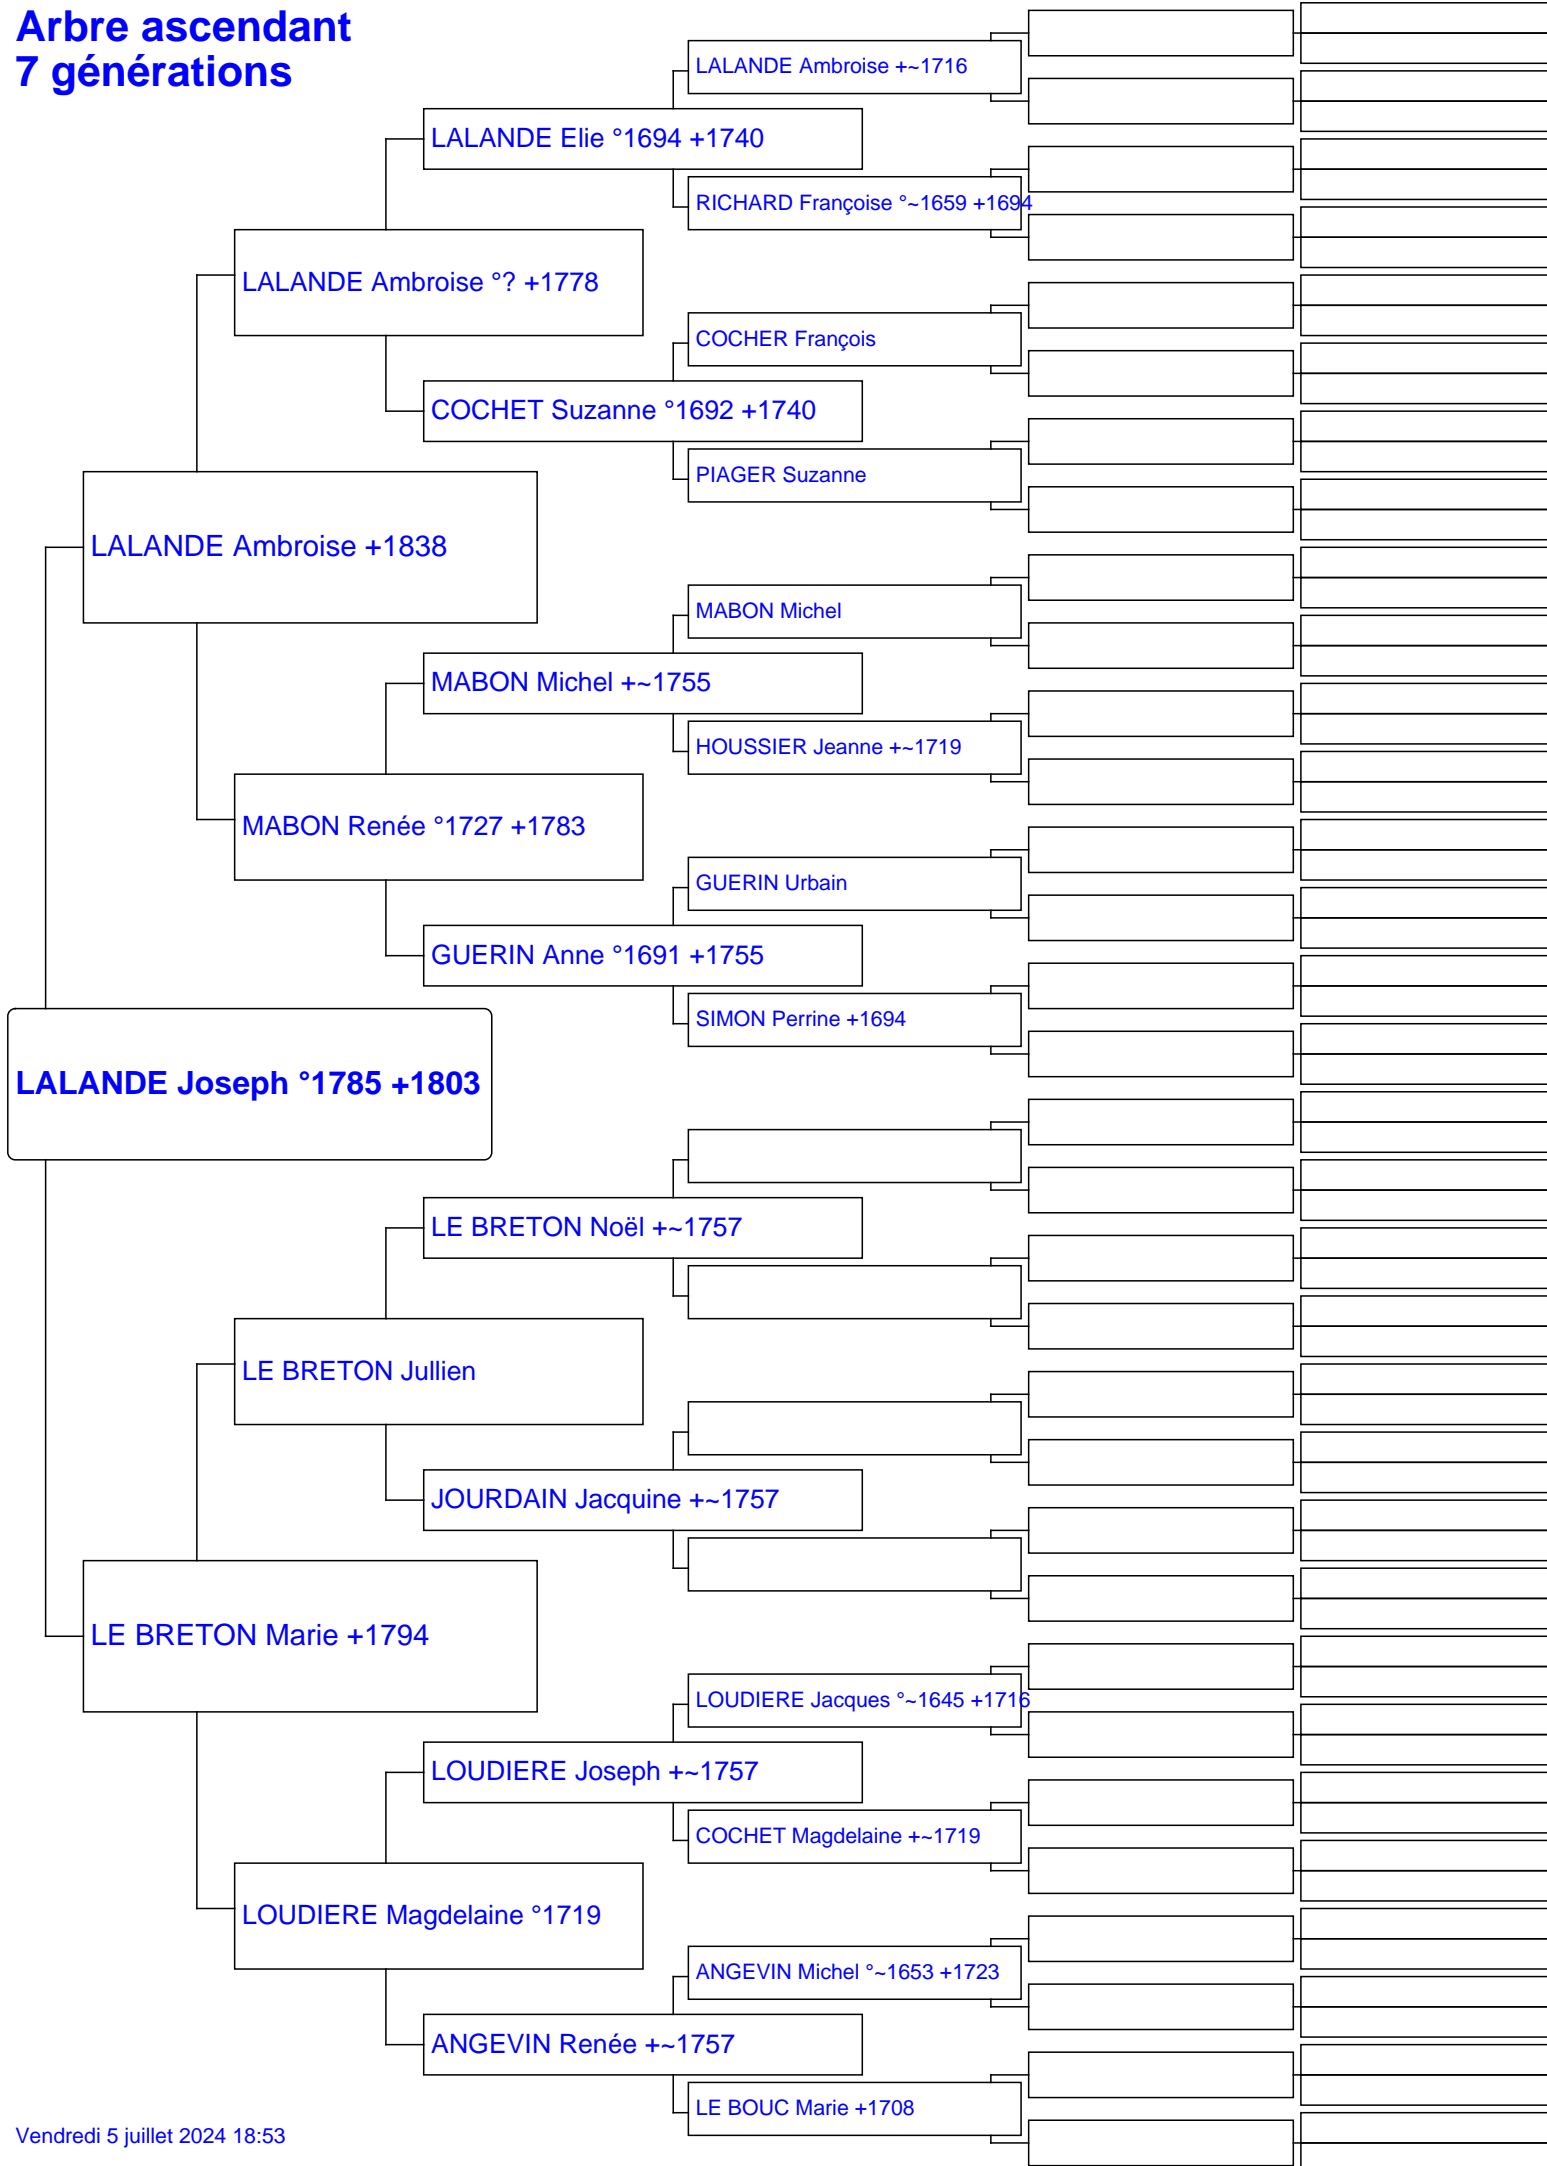 Arbre ascendant
7 générations
LALANDE Ambroise +~1716
LALANDE Elie °1694 +1740
RICHARD Françoise °~1659 +1694
LALANDE Ambroise °? +1778
COCHER François
COCHET Suzanne °1692 +1740
PIAGER Suzanne
LALANDE Ambroise +1838
MABON Michel
MABON Michel +~1755
HOUSSIER Jeanne +~1719
MABON Renée °1727 +1783
GUERIN Urbain
GUERIN Anne °1691 +1755
SIMON Perrine +1694
LALANDE Joseph °1785 +1803
LE BRETON Noël +~1757
LE BRETON Jullien
JOURDAIN Jacquine +~1757
LE BRETON Marie +1794
LOUDIERE Jacques °~1645 +1716
LOUDIERE Joseph +~1757
COCHET Magdelaine +~1719
LOUDIERE Magdelaine °1719
ANGEVIN Michel °~1653 +1723
ANGEVIN Renée +~1757
LE BOUC Marie +1708
Vendredi 5 juillet 2024 18:53